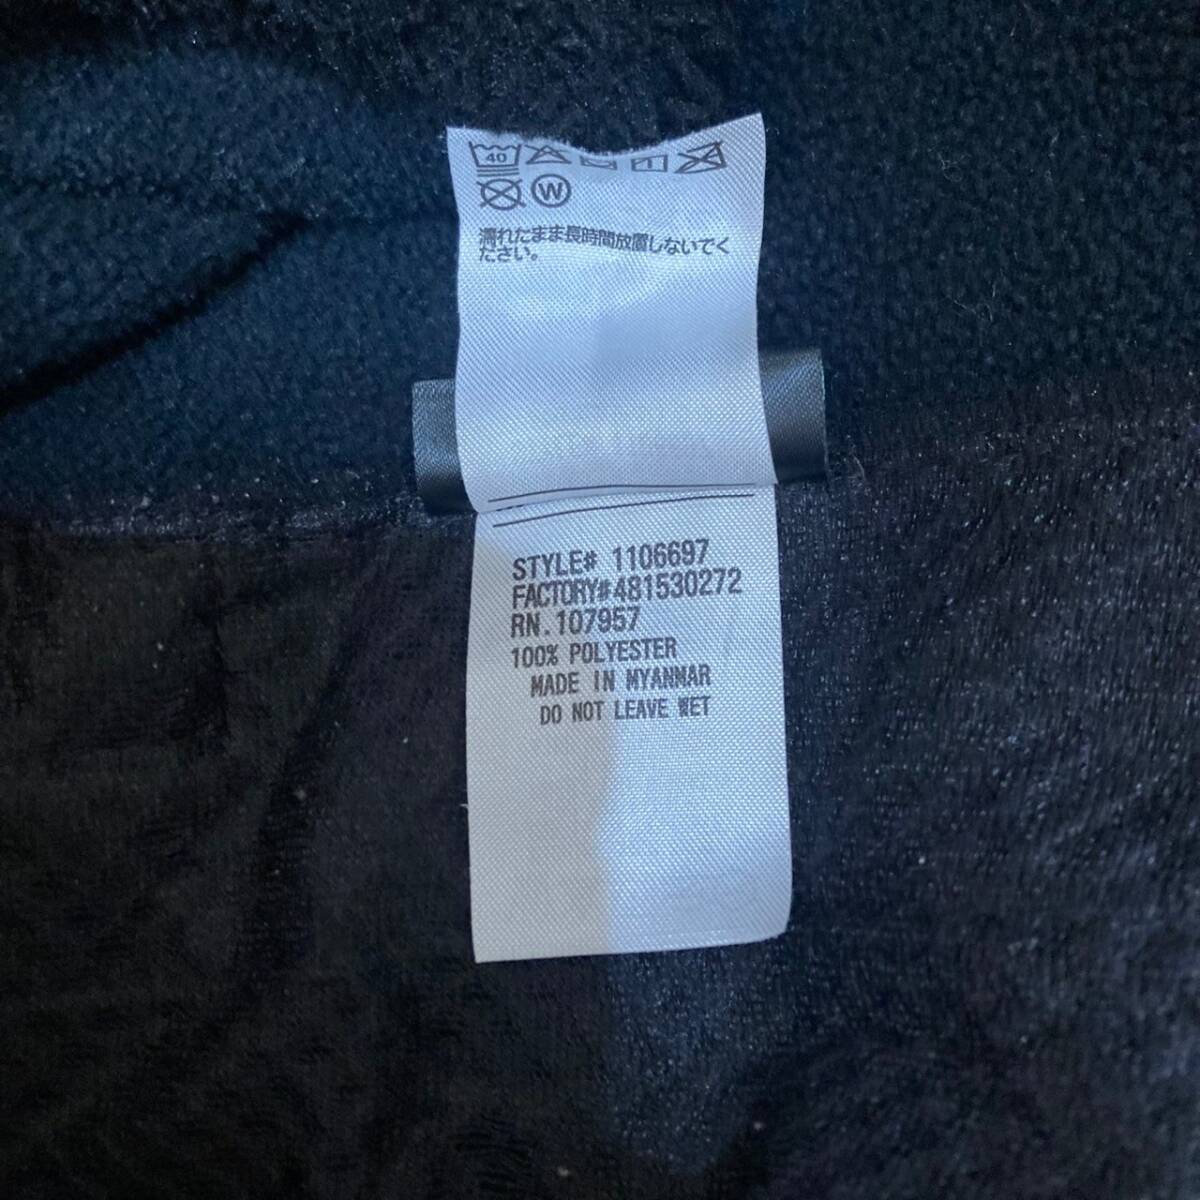 40
W
濡れたまま長時間放置しないでく
ださい。
STYLE# 1106697
FACTORY#481530272
RN.107957
100% POLYESTER
MADE IN MYANMAR
DO NOT LEAVE WET